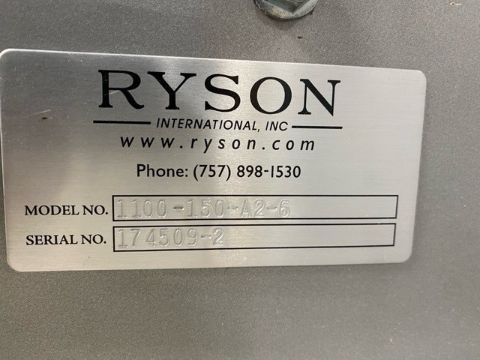 RYSON
INTERNATIONAL, INC
www.ryson.com
Phone: (757) 898-1530
MODEL NO. 1100-150-A2-6
SERIAL NO. 174509-2